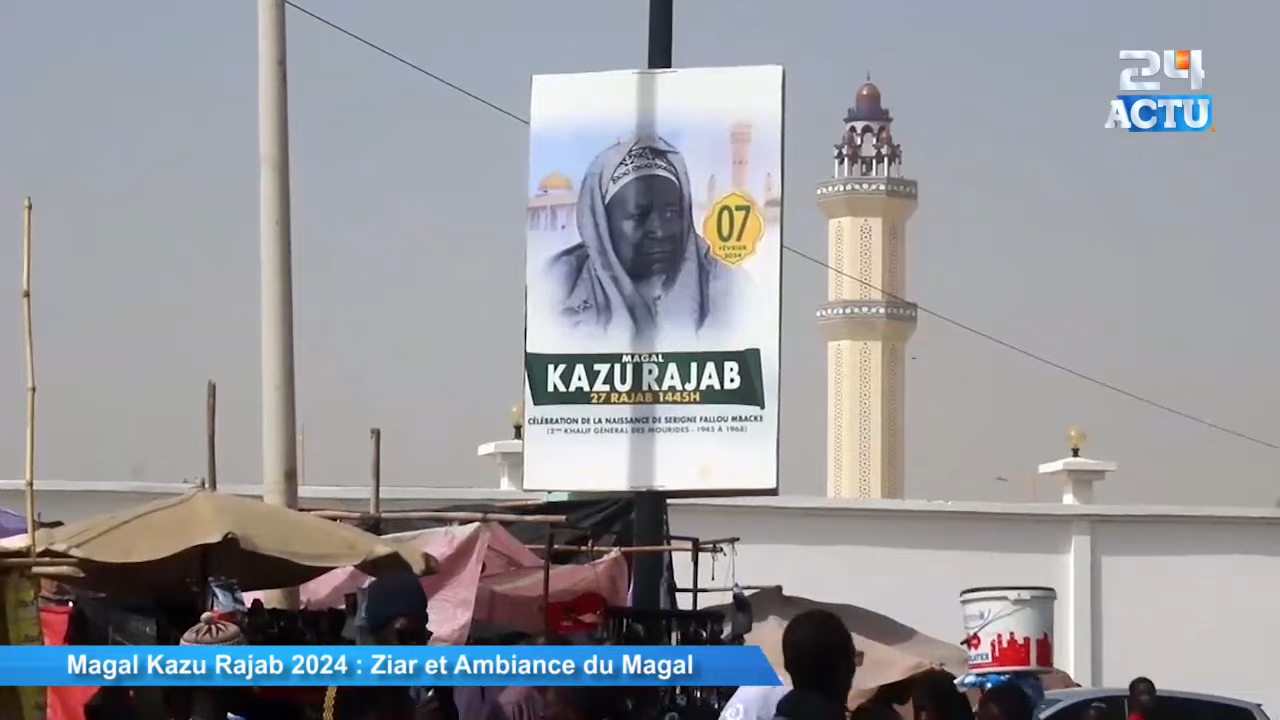 24
ACTU
07
FÉVRIER
2024
MAGAL
KAZU RAJAB
27 RAJAB 1445H
CÉLÉBRATION DE LA NAISSANCE DE SERIGNE FALLOU MBACKE
(2ème KHALIF GÉNÉRAL DES MOURIDES - 1945 À 1968)
Magal Kazu Rajab 2024 : Ziar et Ambiance du Magal